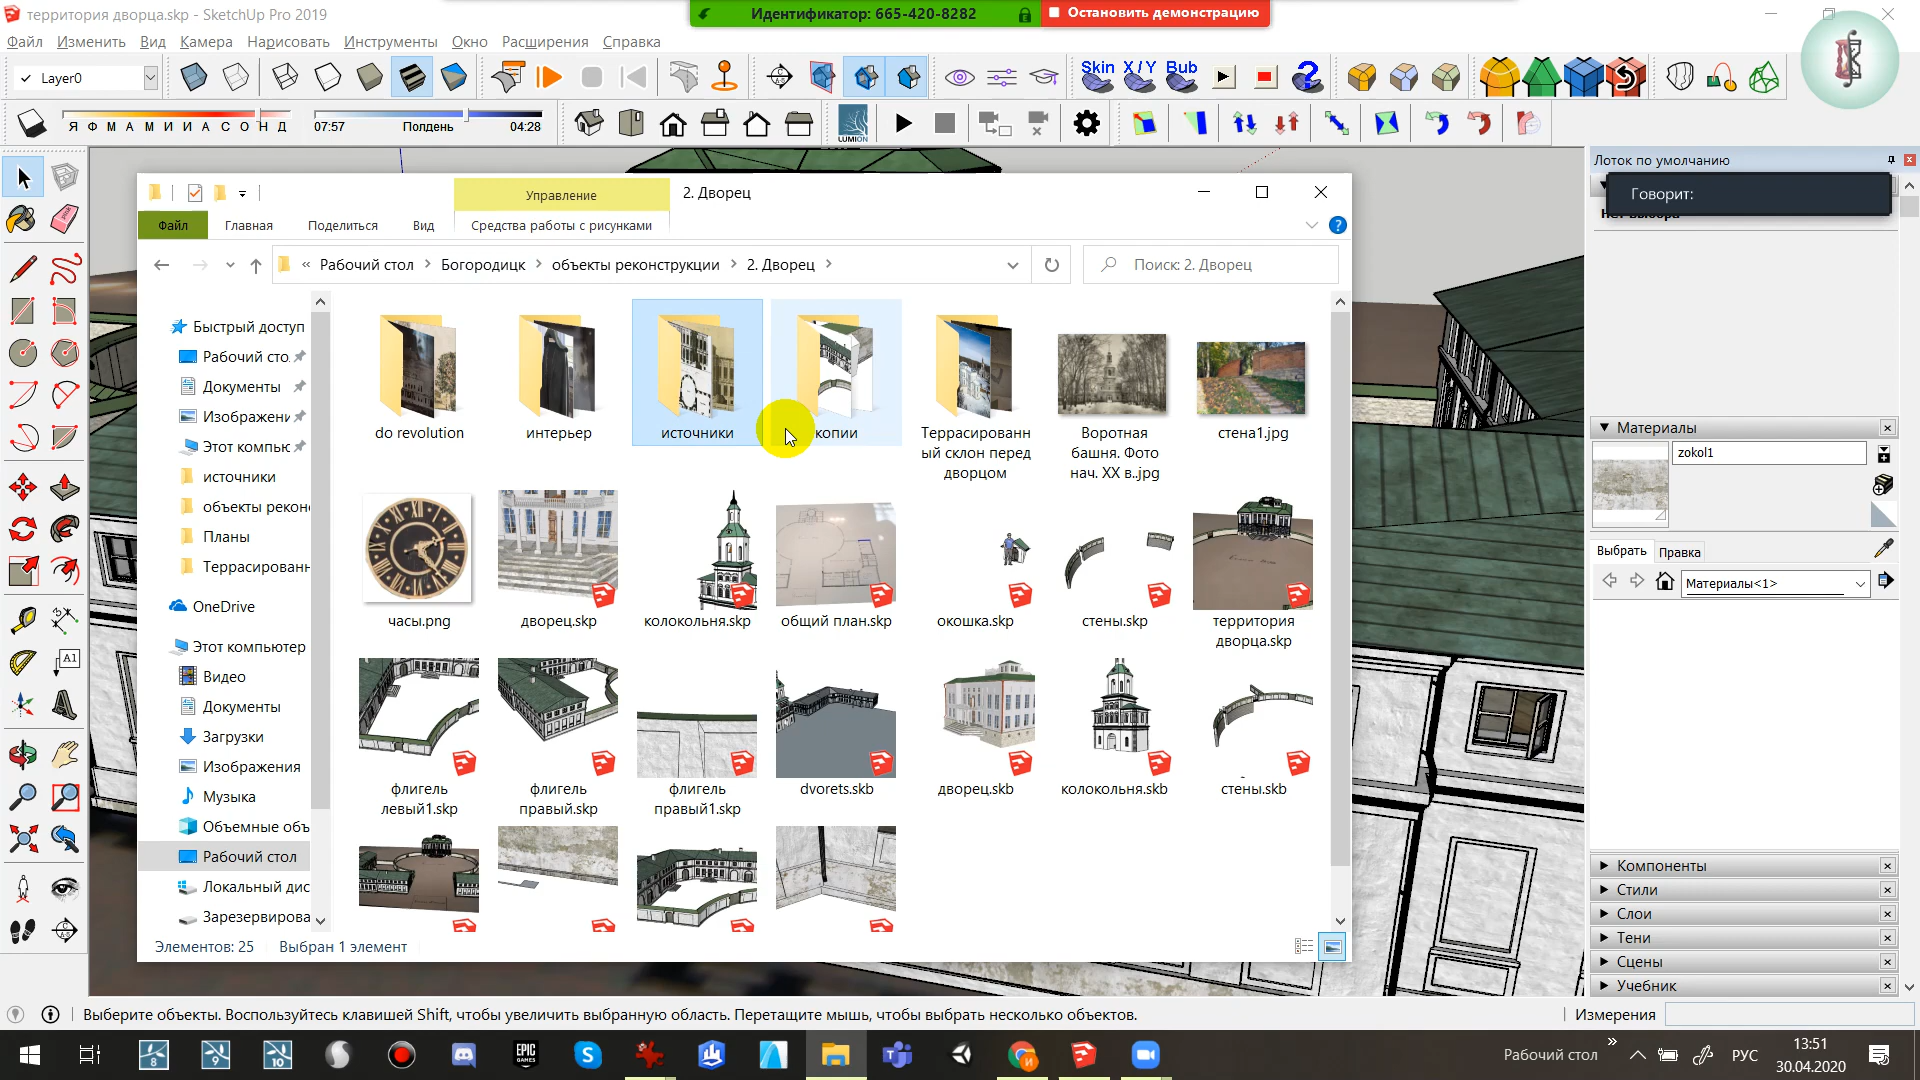 территория дворца.skp - SketchUp Pro 2019
Идентификатор: 665-420-8282
Остановить демонстрацию
Файл Изменить Вид Камера Нарисовать Инструменты Окно Расширения Справка
Layer0
Skin X/Y Bub
Я Ф М А М И И А С О Н Д
07:57 Полдень 04:28
LUMION
Лоток по умолчанию
Говорит:
Управление
2. Дворец
Файл Главная Поделиться Вид Средства работы с рисунками
« Рабочий стол › Богородицк › объекты реконструкции › 2. Дворец ›
Поиск: 2. Дворец
Быстрый доступ
Рабочий сто
Документы
Изображени
Этот компьк
источники
объекты рекон
Планы
Террасированн
OneDrive
Этот компьютер
Видео
Документы
Загрузки
Изображения
Музыка
Объемные объ
Рабочий стол
Локальный дис
Зарезервирова
do revolution
интерьер
источники
копии
Террасированн
ый склон перед
дворцом
Воротная
башня. Фото
нач. XX в..jpg
стена1.jpg
часы.png
дворец.skp
колокольня.skp
общий план.skp
окошка.skp
стены.skp
территория
дворца.skp
флигель
левый1.skp
флигель
правый.skp
флигель
правый1.skp
dvorets.skb
дворец.skb
колокольня.skb
стены.skb
Элементов: 25 Выбран 1 элемент
Материалы
zokol1
Выбрать Правка
Материалы<1>
Компоненты
Стили
Слои
Тени
Сцены
Учебник
A1
Выберите объекты. Воспользуйтесь клавишей Shift, чтобы увеличить выбранную область. Перетащите мышь, чтобы выбрать несколько объектов.
Измерения
8 9 10
EPIC
GAMES
Рабочий стол
РУС
13:51
30.04.2020